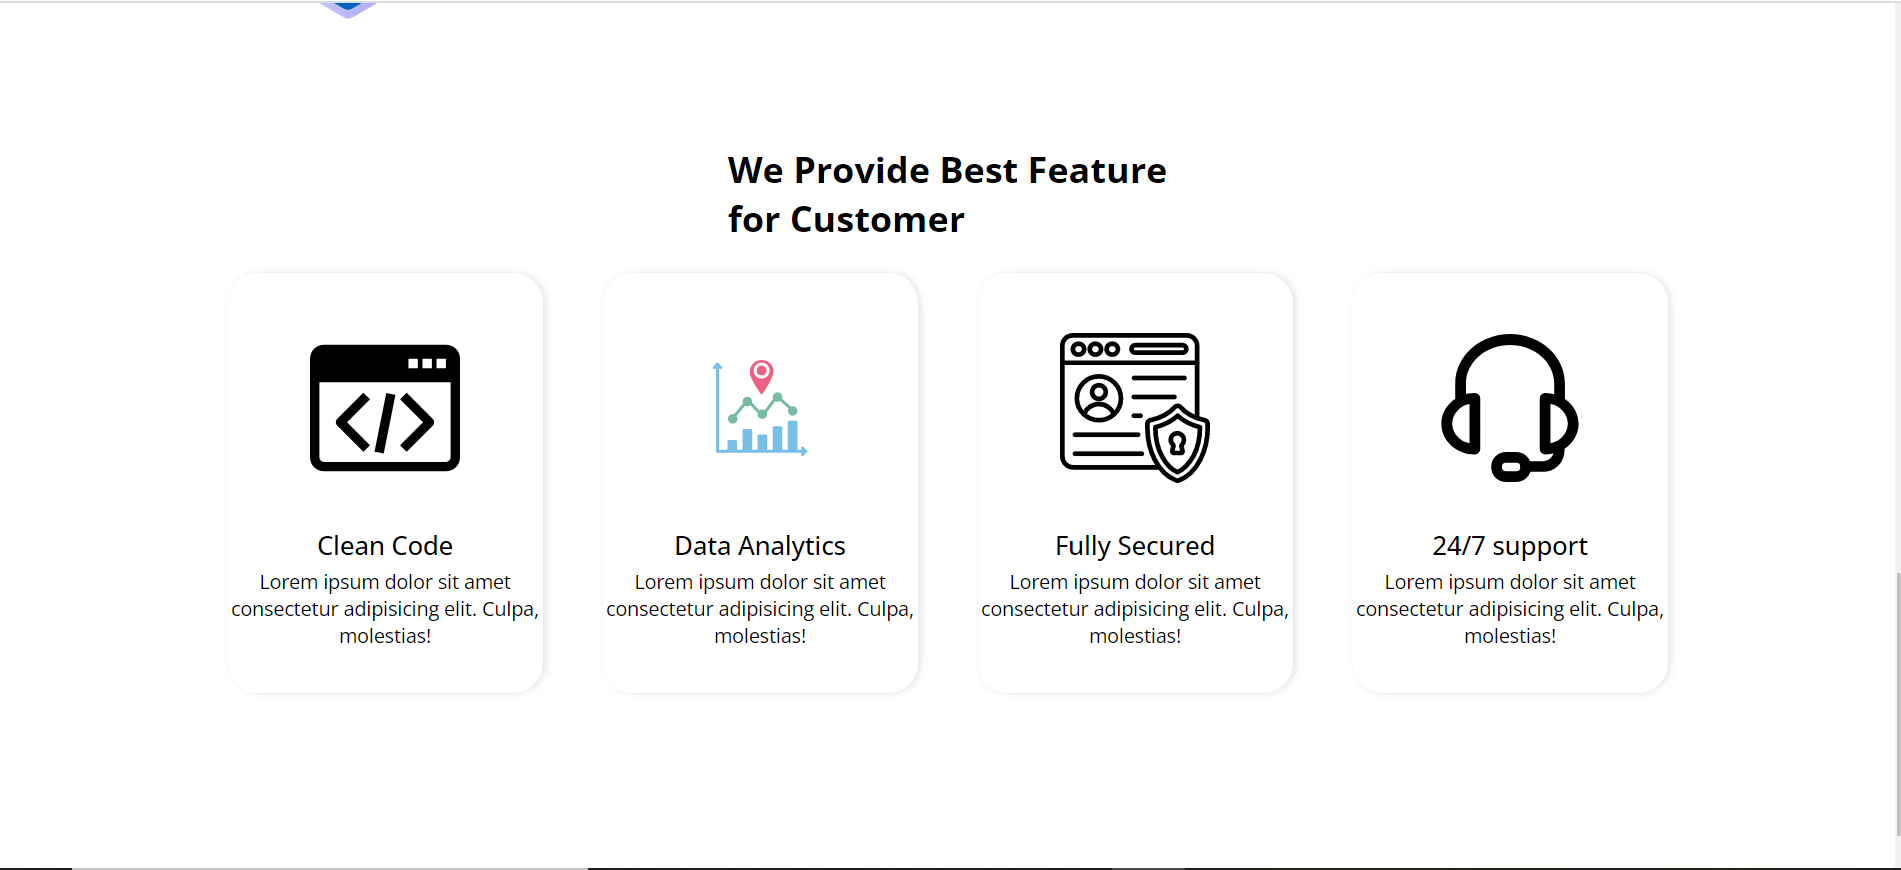 We Provide Best Feature
for Customer
Clean Code
Lorem ipsum dolor sit amet
consectetur adipisicing elit. Culpa,
molestias!
Data Analytics
Lorem ipsum dolor sit amet
consectetur adipisicing elit. Culpa,
molestias!
Fully Secured
Lorem ipsum dolor sit amet
consectetur adipisicing elit. Culpa,
molestias!
24/7 support
Lorem ipsum dolor sit amet
consectetur adipisicing elit. Culpa,
molestias!